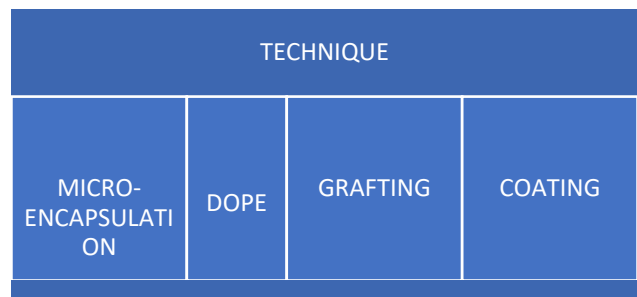 TECHNIQUE
MICRO-
ENCAPSULATI
ON
DOPE
GRAFTING
COATING